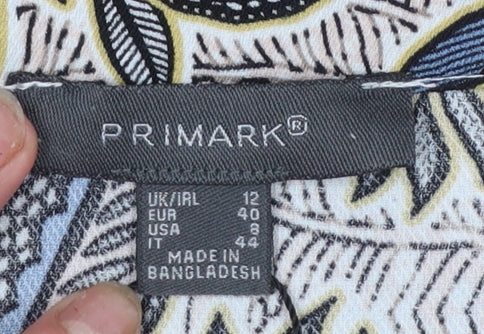 PRIMARK®
UK/IRL 12
EUR 40
USA 8
IT 44
MADE IN
BANGLADESH